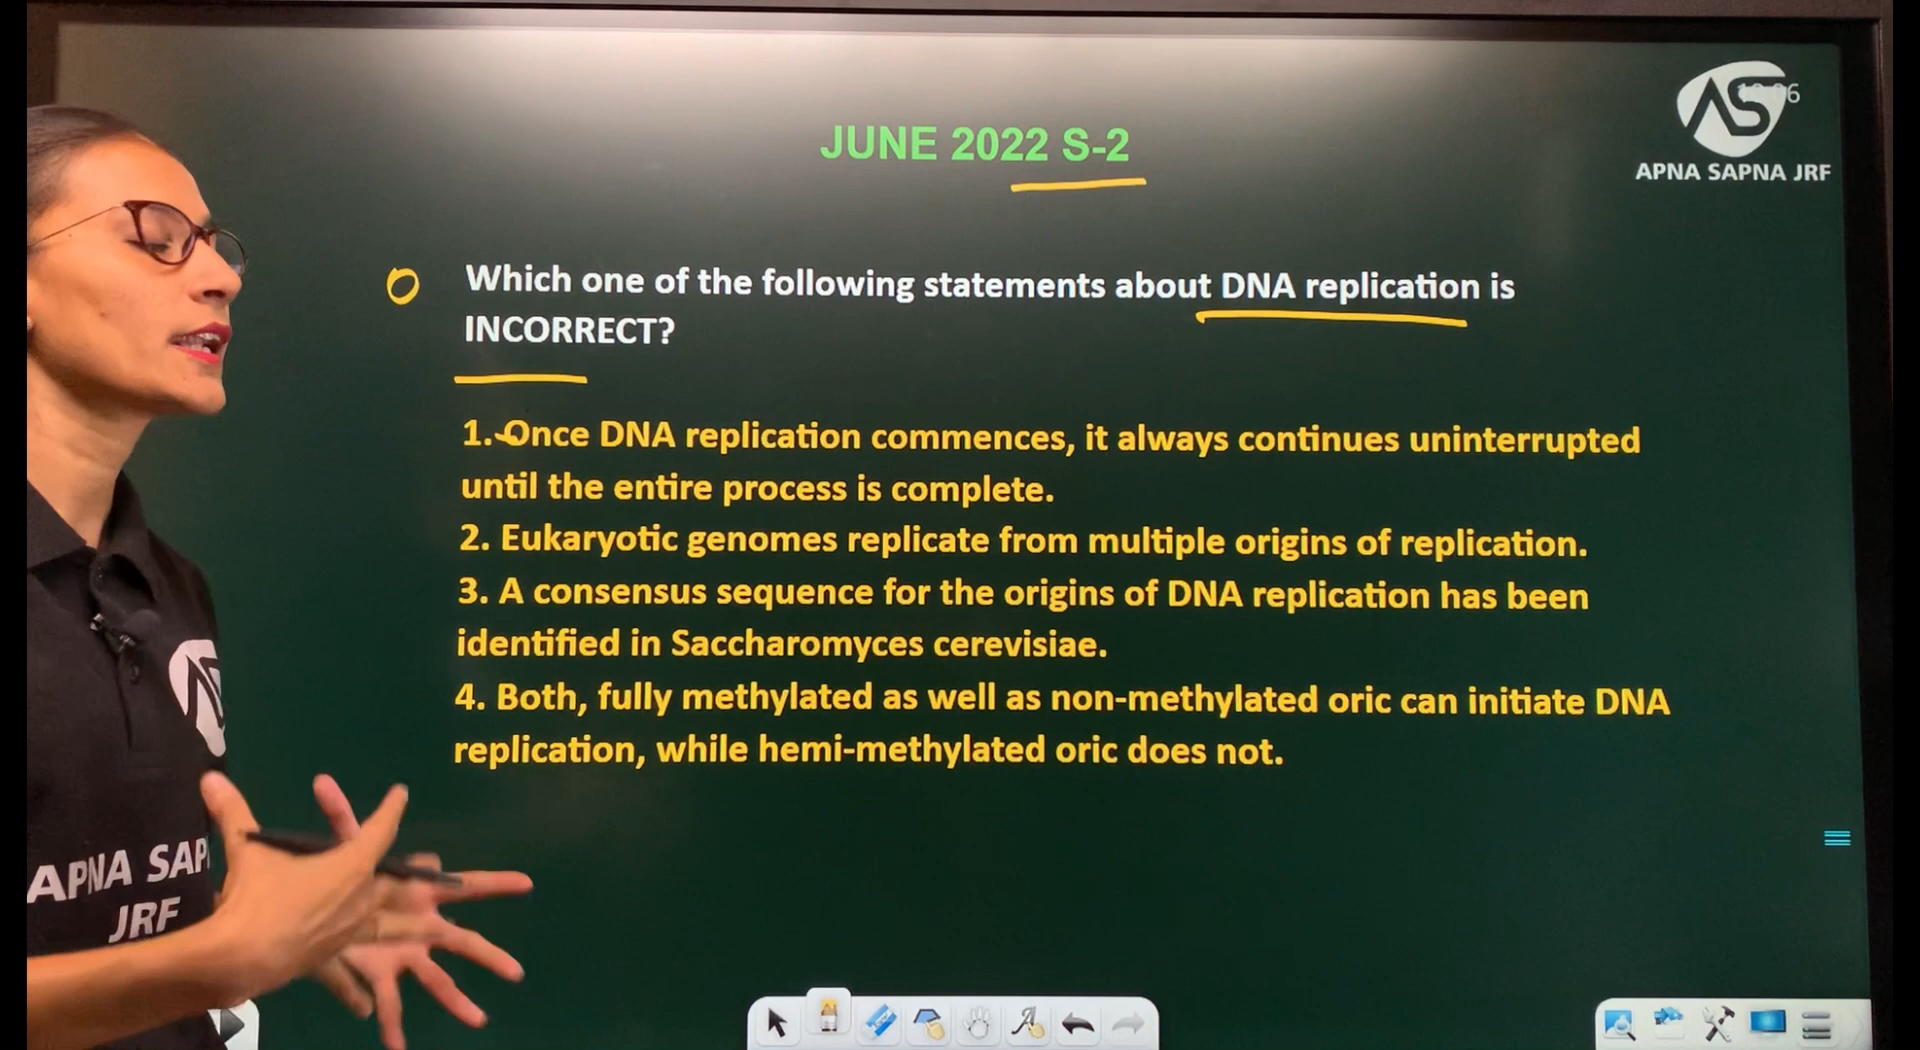 JUNE 2022 S-2
APNA SAPNA JRF
Which one of the following statements about DNA replication is
INCORRECT?
1. Once DNA replication commences, it always continues uninterrupted
until the entire process is complete.
2. Eukaryotic genomes replicate from multiple origins of replication.
3. A consensus sequence for the origins of DNA replication has been
identified in Saccharomyces cerevisiae.
4. Both, fully methylated as well as non-methylated oric can initiate DNA
replication, while hemi-methylated oric does not.
APNA
JRF